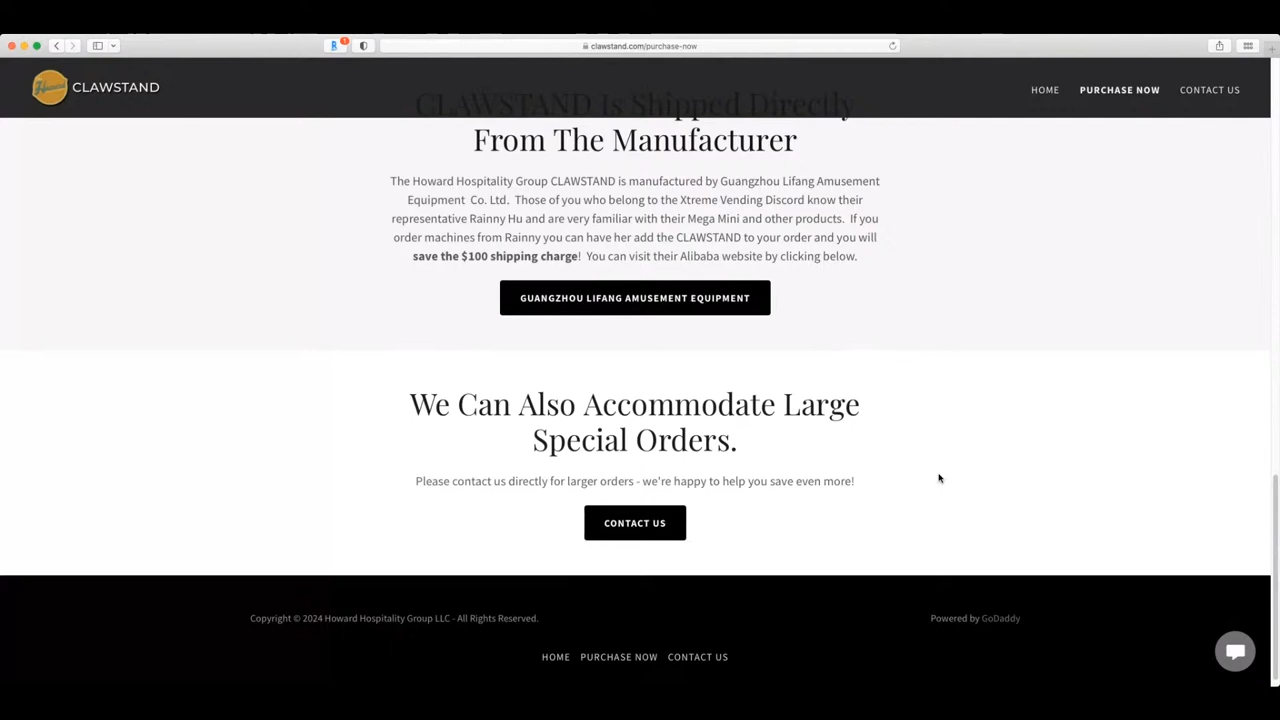 clawstand.com/purchase-now
Howard
CLAWSTAND
HOME
PURCHASE NOW
CONTACT US
CLAWSTAND Is Shipped Directly
From The Manufacturer
The Howard Hospitality Group CLAWSTAND is manufactured by Guangzhou Lifang Amusement
Equipment Co. Ltd. Those of you who belong to the Xtreme Vending Discord know their
representative Rainny Hu and are very familiar with their Mega Mini and other products. If you
order machines from Rainny you can have her add the CLAWSTAND to your order and you will
save the $100 shipping charge! You can visit their Alibaba website by clicking below.
GUANGZHOU LIFANG AMUSEMENT EQUIPMENT
We Can Also Accommodate Large
Special Orders.
Please contact us directly for larger orders - we're happy to help you save even more!
CONTACT US
Copyright © 2024 Howard Hospitality Group LLC - All Rights Reserved.
Powered by GoDaddy
HOME PURCHASE NOW CONTACT US